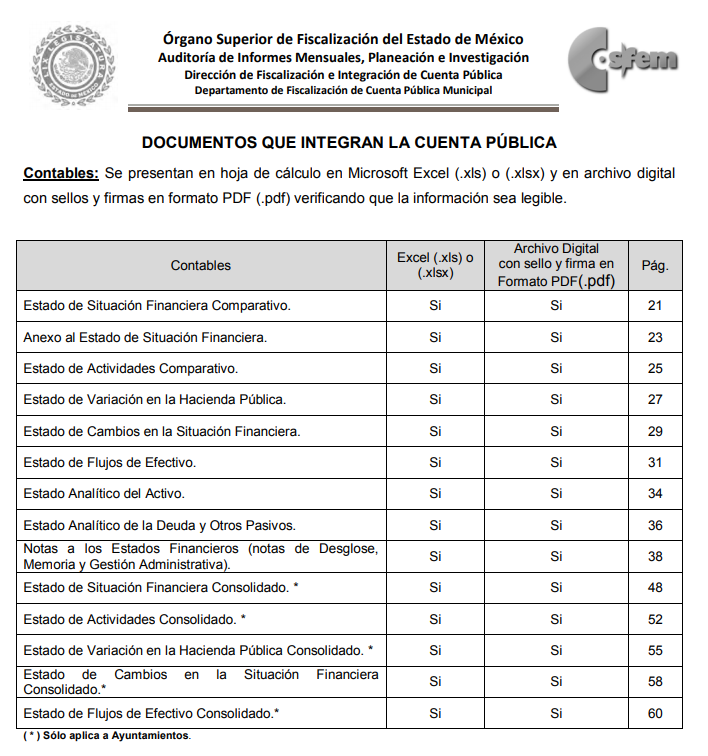 Órgano Superior de Fiscalización del Estado de México
Auditoría de Informes Mensuales, Planeación e Investigación
Dirección de Fiscalización e Integración de Cuenta Pública
Departamento de Fiscalización de Cuenta Pública Municipal
LIX LEGISLATURA
ESTADO DE MÉXICO
Osfem
DOCUMENTOS QUE INTEGRAN LA CUENTA PÚBLICA
Contables: Se presentan en hoja de cálculo en Microsoft Excel (.xls) o (.xlsx) y en archivo digital
con sellos y firmas en formato PDF (.pdf) verificando que la información sea legible.
Contables
Excel (.xls) o
(.xlsx)
Archivo Digital
con sello y firma en
Formato PDF(.pdf)
Pág.
Estado de Situación Financiera Comparativo. Si Si 21
Anexo al Estado de Situación Financiera. Si Si 23
Estado de Actividades Comparativo. Si Si 25
Estado de Variación en la Hacienda Pública. Si Si 27
Estado de Cambios en la Situación Financiera. Si Si 29
Estado de Flujos de Efectivo. Si Si 31
Estado Analítico del Activo. Si Si 34
Estado Analítico de la Deuda y Otros Pasivos. Si Si 36
Notas a los Estados Financieros (notas de Desglose,
Memoria y Gestión Administrativa). Si Si 38
Estado de Situación Financiera Consolidado. * Si Si 48
Estado de Actividades Consolidado. * Si Si 52
Estado de Variación en la Hacienda Pública Consolidado. * Si Si 55
Estado de Cambios en la Situación Financiera
Consolidado.* Si Si 58
Estado de Flujos de Efectivo Consolidado.* Si Si 60
( * ) Sólo aplica a Ayuntamientos.